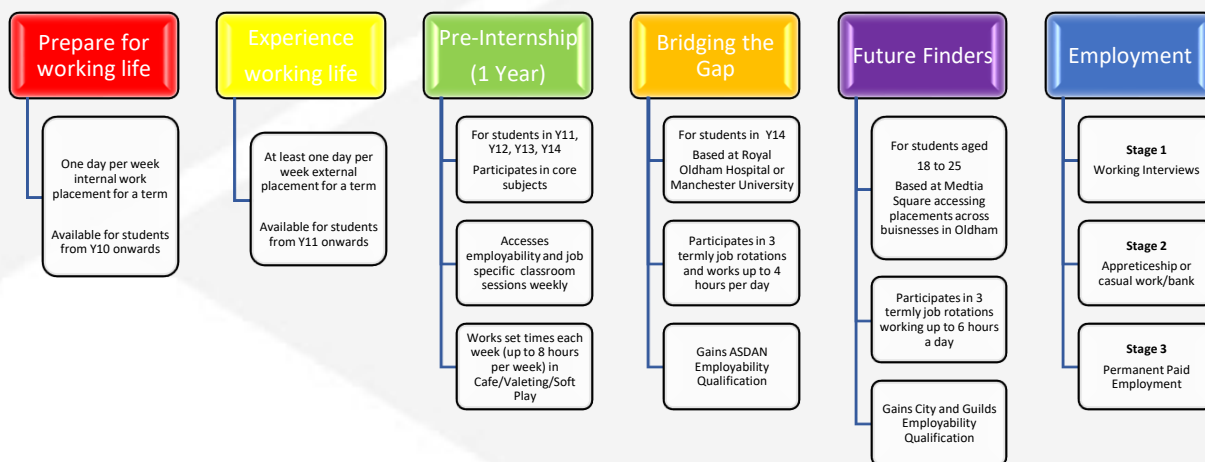 Prepare for
working life
One day per week
internal work
placement for a term
Available for students
from Y10 onwards
Experience
working life
At least one day per
week external
placement for a term
Available for students
from Y11 onwards
Pre-Internship
(1 Year)
For students in Y11,
Y12, Y13, Y14
Participates in core
subjects
Accesses
employability and job
specific classroom
sessions weekly
Works set times each
week (up to 8 hours
per week) in
Cafe/Valeting/Soft
Play
Bridging the
Gap
For students in Y14
Based at Royal
Oldham Hospital or
Manchester University
Participates in 3
termly job rotations
and works up to 4
hours per day
Gains ASDAN
Employability
Qualification
Future Finders
For students aged
18 to 25
Based at Medtia
Square accessing
placements across
buisnesses in Oldham
Participates in 3
termly job rotations
working up to 6 hours
a day
Gains City and Guilds
Employability
Qualification
Employment
Stage 1
Working Interviews
Stage 2
Appreticeship or
casual work/bank
Stage 3
Permanent Paid
Employment